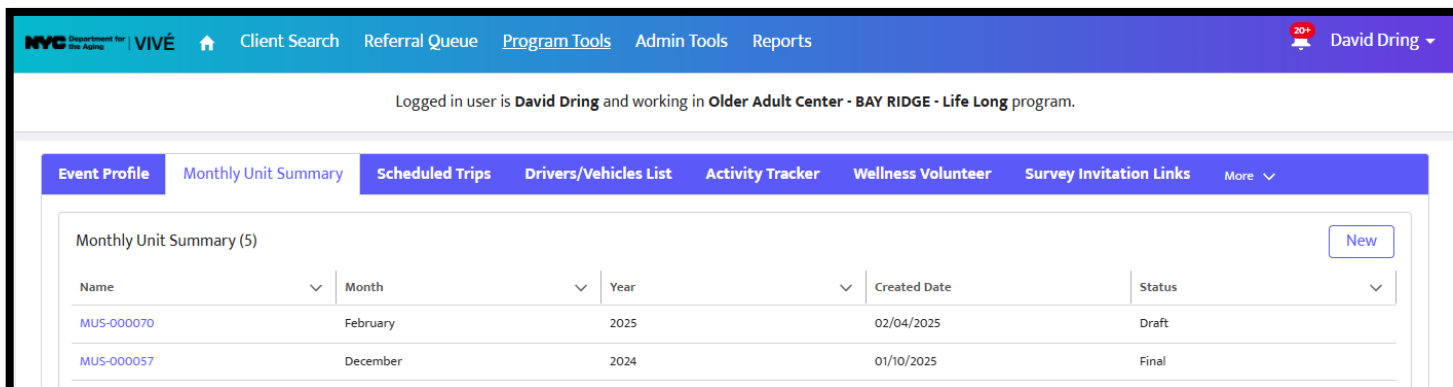 NYC Department for the Aging | VIVÉ Client Search Referral Queue Program Tools Admin Tools Reports 20+ David Dring
Logged in user is David Dring and working in Older Adult Center - BAY RIDGE - Life Long program.
Event Profile Monthly Unit Summary Scheduled Trips Drivers/Vehicles List Activity Tracker Wellness Volunteer Survey Invitation Links More
Monthly Unit Summary (5) New
Name Month Year Created Date Status
MUS-000070 February 2025 02/04/2025 Draft
MUS-000057 December 2024 01/10/2025 Final